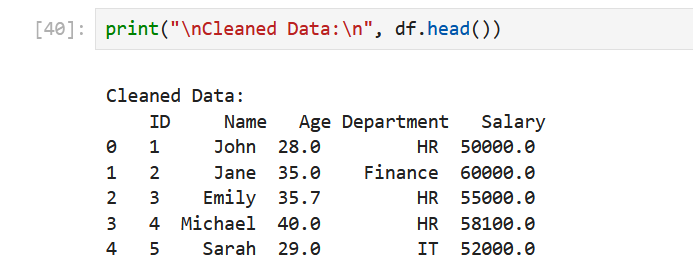 [40]: print("\nCleaned Data:\n", df.head())
Cleaned Data:
ID Name Age Department Salary
0 1 John 28.0 HR 50000.0
1 2 Jane 35.0 Finance 60000.0
2 3 Emily 35.7 HR 55000.0
3 4 Michael 40.0 HR 58100.0
4 5 Sarah 29.0 IT 52000.0